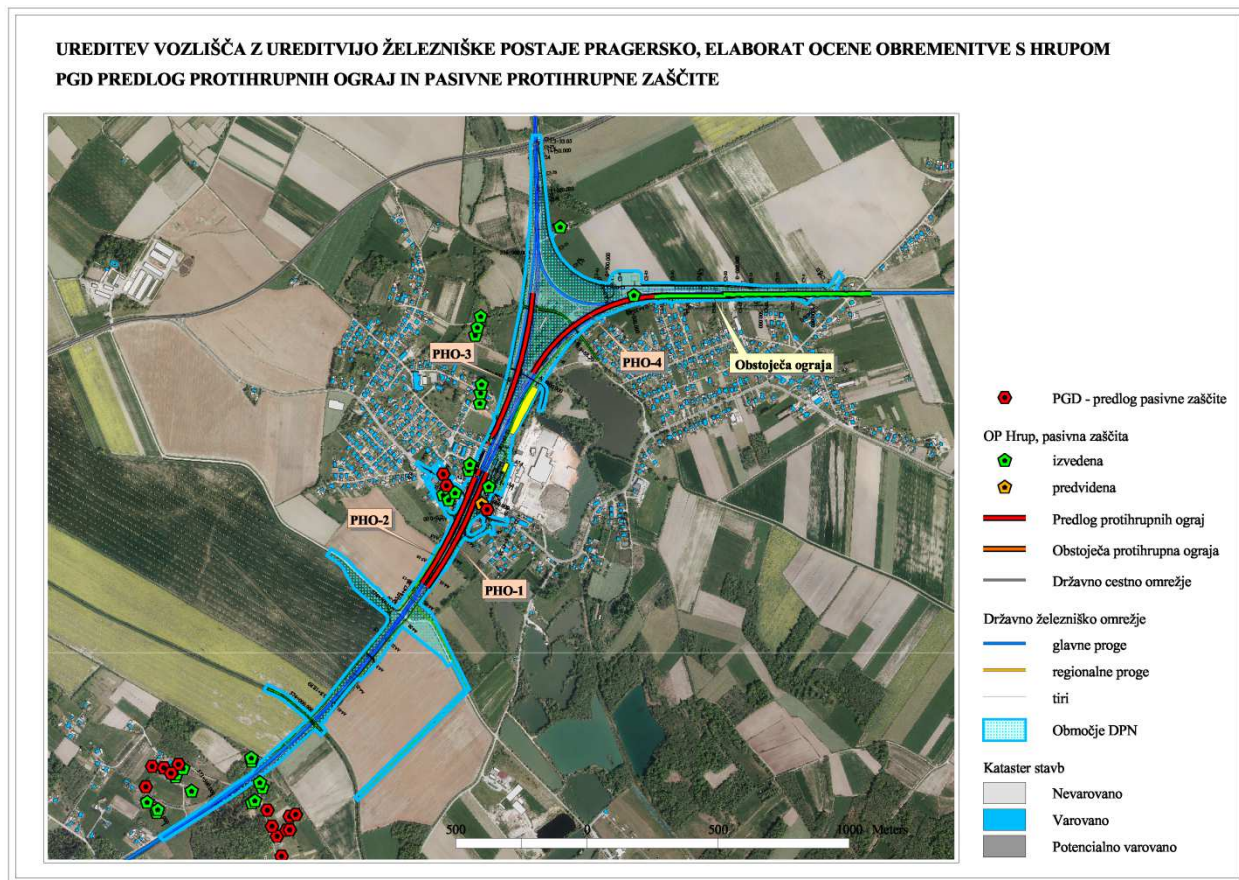 UREDITEV VOZLIŠČA Z UREDITVIJO ŽELEZNIŠKE POSTAJE PRAGERSKO, ELABORAT OCENE OBREMENITVE S HRUPOM
PGD PREDLOG PROTIHRUPNIH OGRAJ IN PASIVNE PROTIHRUPNE ZAŠČITE
PHO-3
PHO-4
Obstoječa ograja
PHO-2
PHO-1
500 0 500 1000 Meters
PGD - predlog pasivne zaščite
OP Hrup, pasivna zaščita
izvedena
predvidena
Predlog protihrupnih ograj
Obstoječa protihrupna ograja
Državno cestno omrežje
Državno železniško omrežje
glavne proge
regionalne proge
tiri
Območje DPN
Kataster stavb
Nevarovano
Varovano
Potencialno varovano